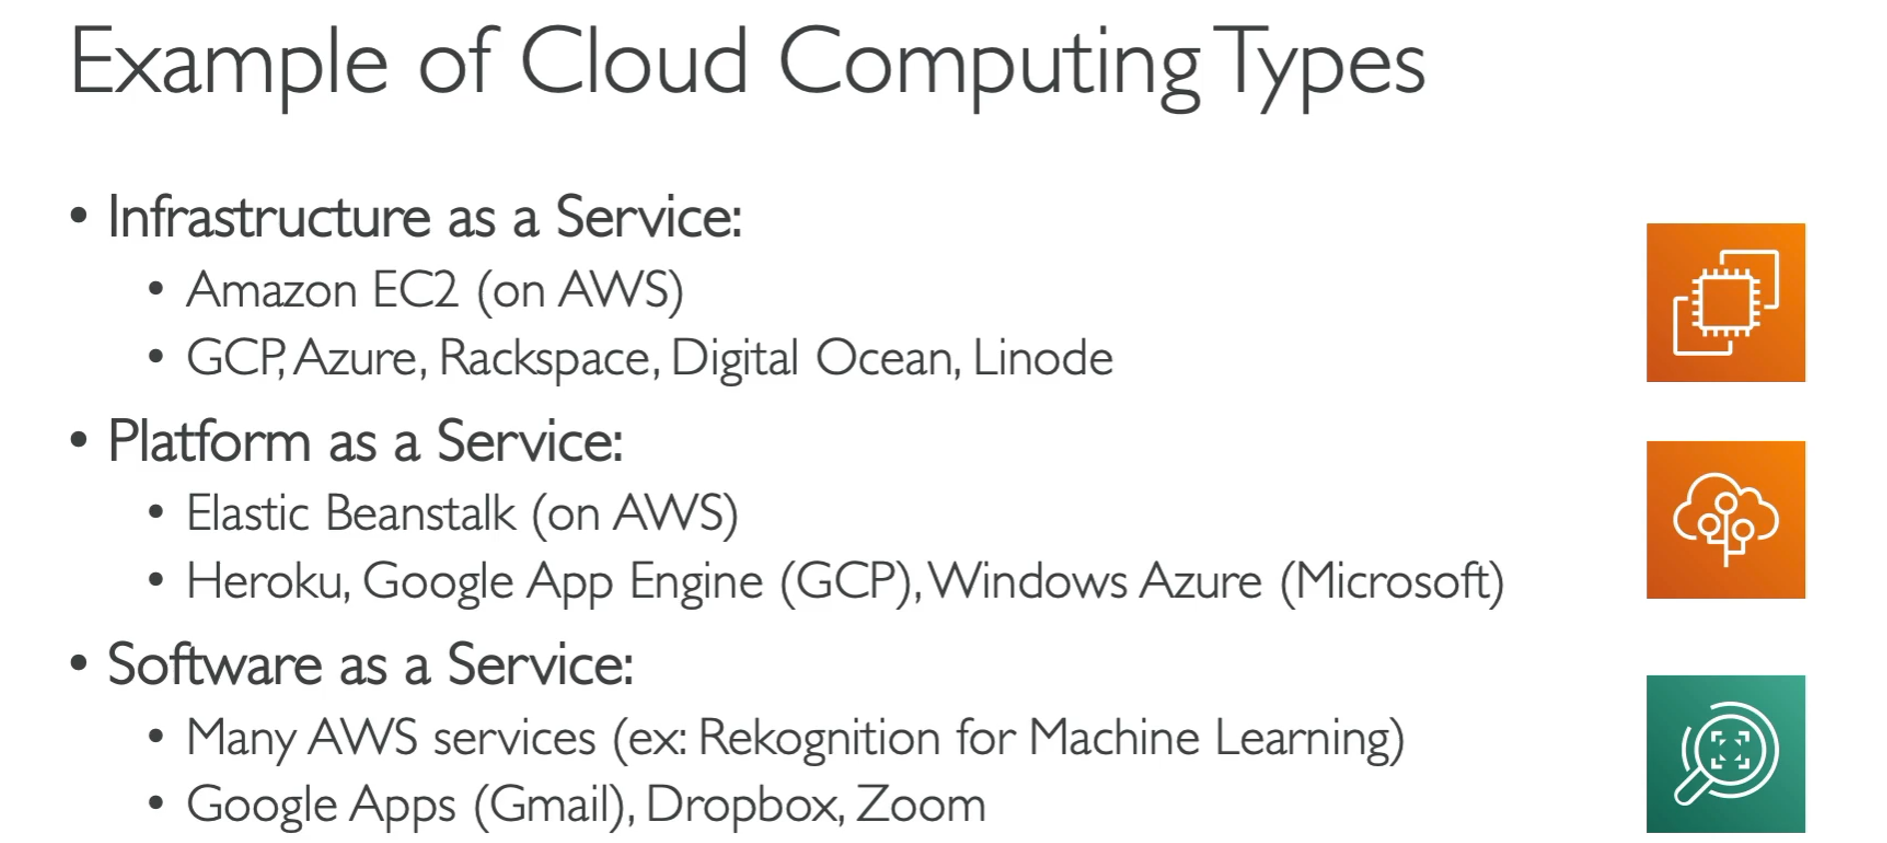 Example of Cloud Computing Types
• Infrastructure as a Service:
• Amazon EC2 (on AWS)
• GCP, Azure, Rackspace, Digital Ocean, Linode
• Platform as a Service:
• Elastic Beanstalk (on AWS)
• Heroku, Google App Engine (GCP), Windows Azure (Microsoft)
• Software as a Service:
• Many AWS services (ex: Rekognition for Machine Learning)
• Google Apps (Gmail), Dropbox, Zoom